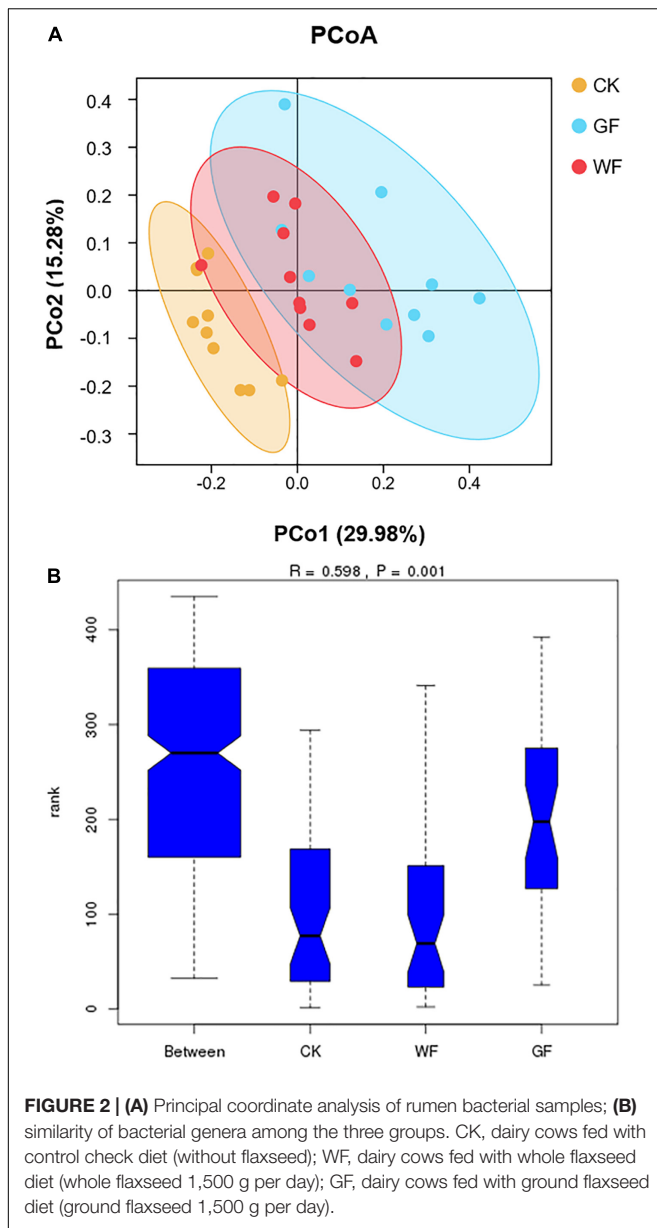 A
PCoA
CK
GF
WF
0.4
0.3
0.2
0.1
0.0
-0.1
-0.2
-0.3
PCo2 (15.28%)
-0.2 0.0 0.2 0.4
PCo1 (29.98%)
B
R = 0.598 , P = 0.001
400
300
200
100
0
rank
Between CK WF GF
FIGURE 2 | (A) Principal coordinate analysis of rumen bacterial samples; (B)
similarity of bacterial genera among the three groups. CK, dairy cows fed with
control check diet (without flaxseed); WF, dairy cows fed with whole flaxseed
diet (whole flaxseed 1,500 g per day); GF, dairy cows fed with ground flaxseed
diet (ground flaxseed 1,500 g per day).